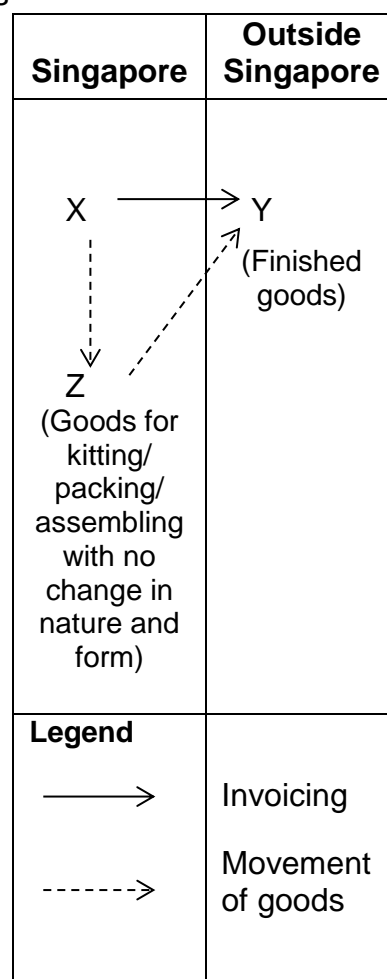 Singapore
Outside
Singapore
X
Y
(Finished
goods)
Z
(Goods for
kitting/
packing/
assembling
with no
change in
nature and
form)
Legend
Invoicing
Movement
of goods